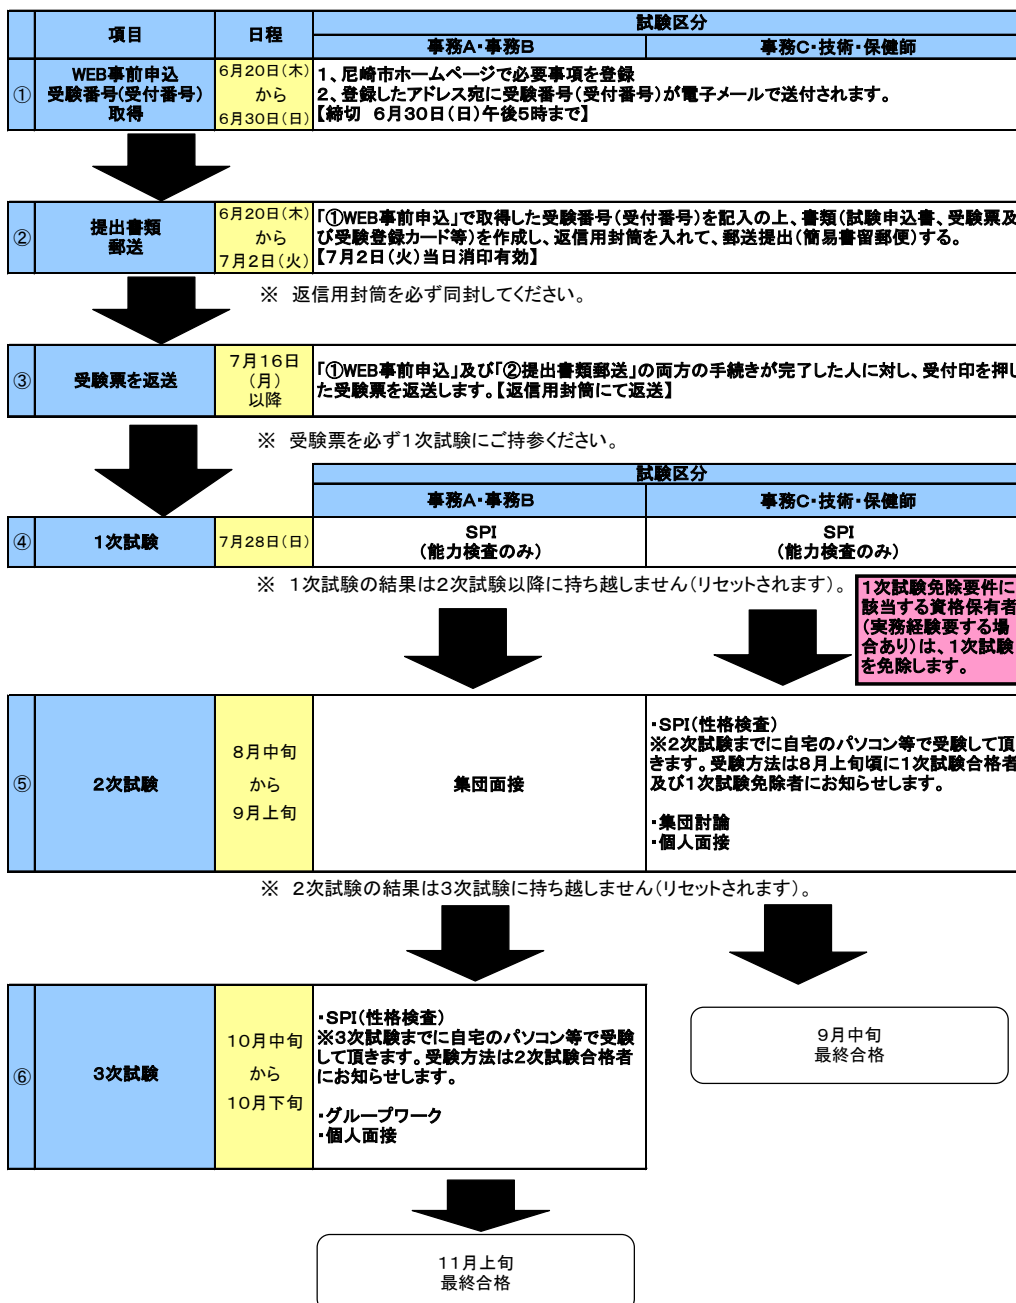 項目
日程
試験区分
事務A・事務B
事務C・技術・保健師
①
WEB事前申込
受験番号(受付番号)
取得
6月20日(木)
から
6月30日(日)
1、尼崎市ホームページで必要事項を登録
2、登録したアドレス宛に受験番号(受付番号)が電子メールで送付されます。
【締切 6月30日(日)午後5時まで】
②
提出書類
郵送
6月20日(木)
から
7月2日(火)
「①WEB事前申込」で取得した受験番号(受付番号)を記入の上、書類(試験申込書、受験票及
び受験登録カード等)を作成し、返信用封筒を入れて、郵送提出(簡易書留郵便)する。
【7月2日(火)当日消印有効】
※ 返信用封筒を必ず同封してください。
③
受験票を返送
7月16日
(月)
以降
「①WEB事前申込」及び「②提出書類郵送」の両方の手続きが完了した人に対し、受付印を押し
た受験票を返送します。【返信用封筒にて返送】
※ 受験票を必ず1次試験にご持参ください。
試験区分
事務A・事務B
事務C・技術・保健師
④
1次試験
7月28日(日)
SPI
(能力検査のみ)
SPI
(能力検査のみ)
※ 1次試験の結果は2次試験以降に持ち越しません(リセットされます)。
1次試験免除要件に
該当する資格保有者
(実務経験要する場
合あり)は、1次試験
を免除します。
⑤
2次試験
8月中旬
から
9月上旬
集団面接
・SPI(性格検査)
※2次試験までに自宅のパソコン等で受験して頂
きます。受験方法は8月上旬頃に1次試験合格者
及び1次試験免除者にお知らせします。
・集団討論
・個人面接
※ 2次試験の結果は3次試験に持ち越しません(リセットされます)。
⑥
3次試験
10月中旬
から
10月下旬
・SPI(性格検査)
※3次試験までに自宅のパソコン等で受験
して頂きます。受験方法は2次試験合格者
にお知らせします。
・グループワーク
・個人面接
9月中旬
最終合格
11月上旬
最終合格